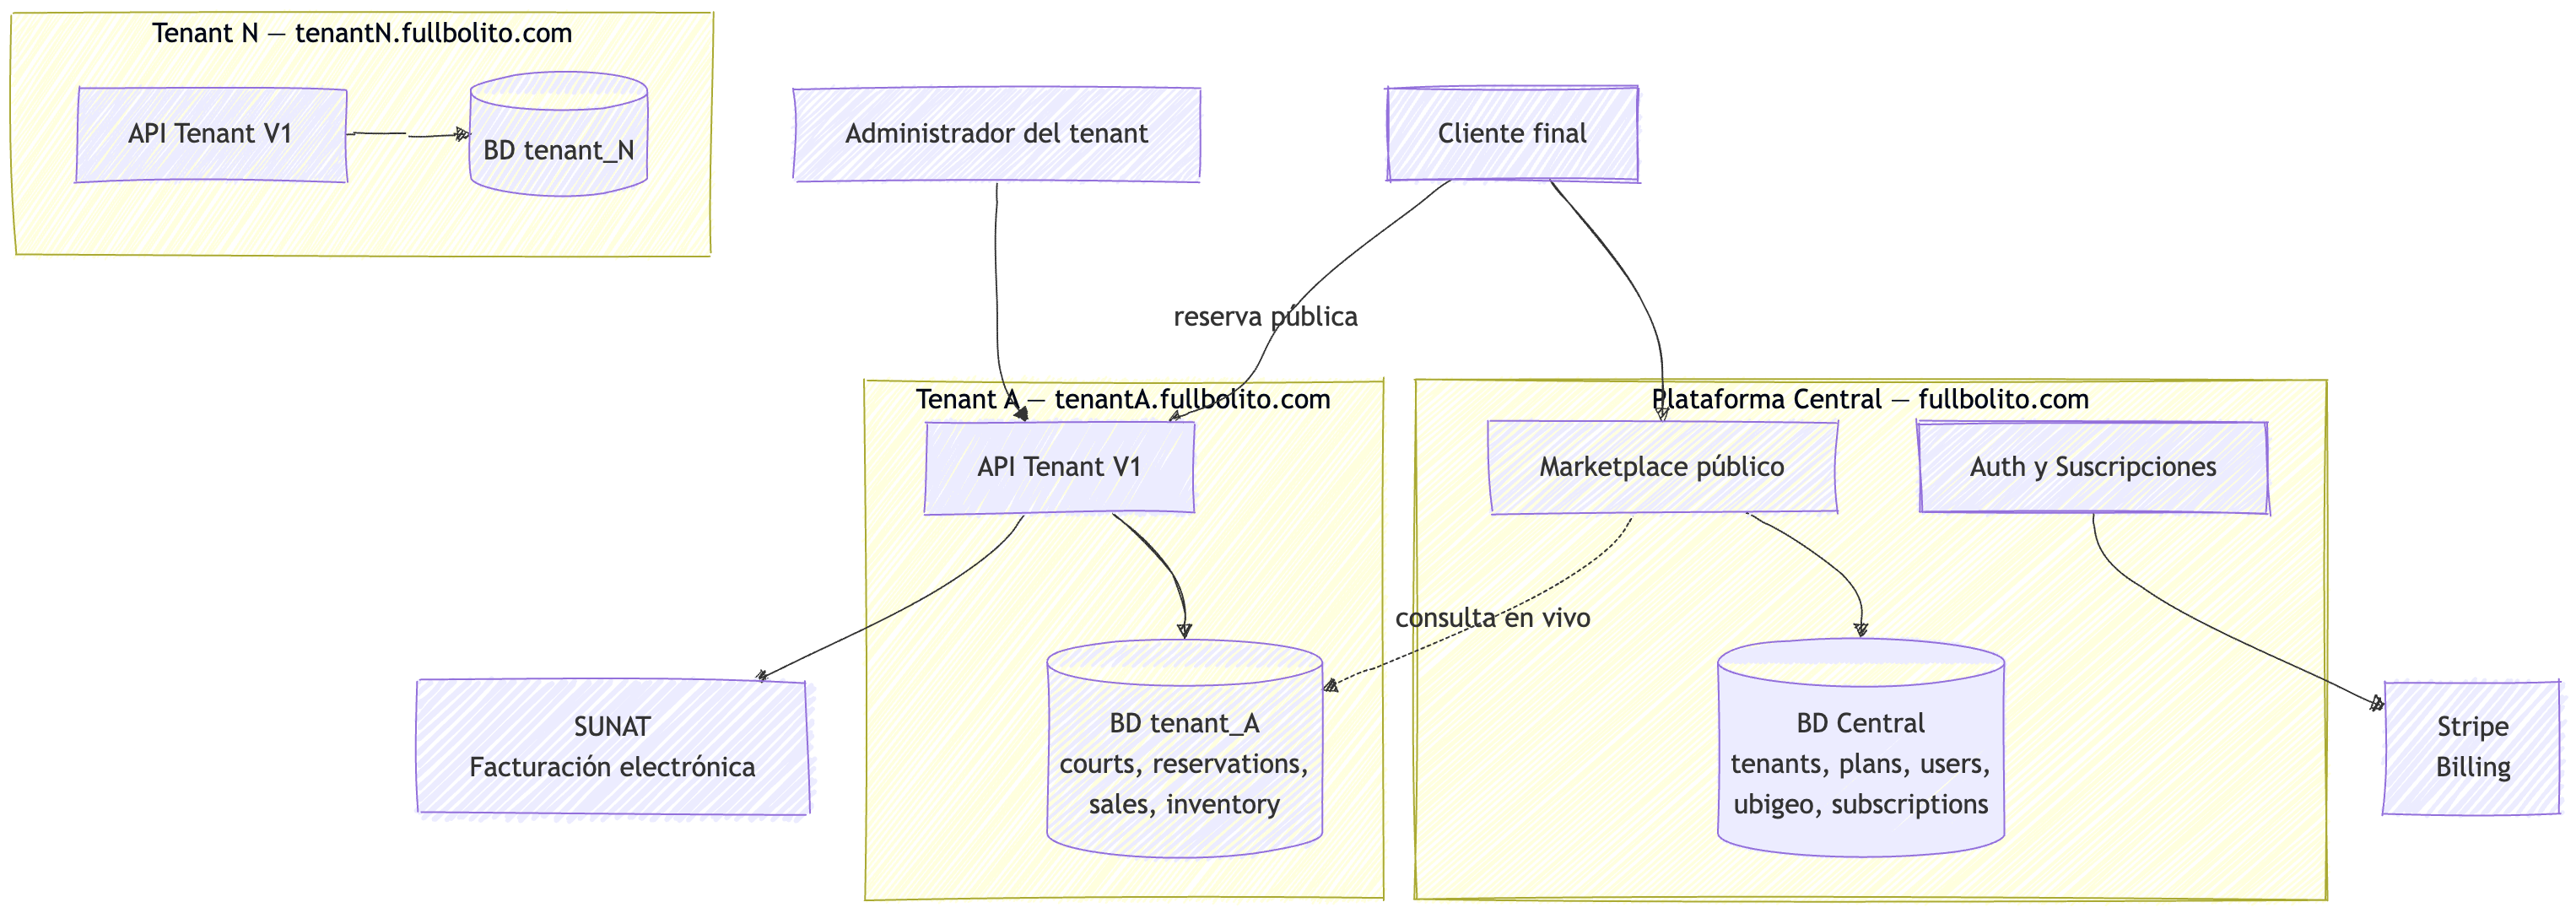 Tenant N — tenantN.fullbolito.com
API Tenant V1
BD tenant_N
Administrador del tenant
Cliente final
reserva pública
Tenant A — tenantA.fullbolito.com
Plataforma Central — fullbolito.com
API Tenant V1
Marketplace público
Auth y Suscripciones
consulta en vivo
SUNAT
Facturación electrónica
BD tenant_A
courts, reservations,
sales, inventory
BD Central
tenants, plans, users,
ubigeo, subscriptions
Stripe
Billing